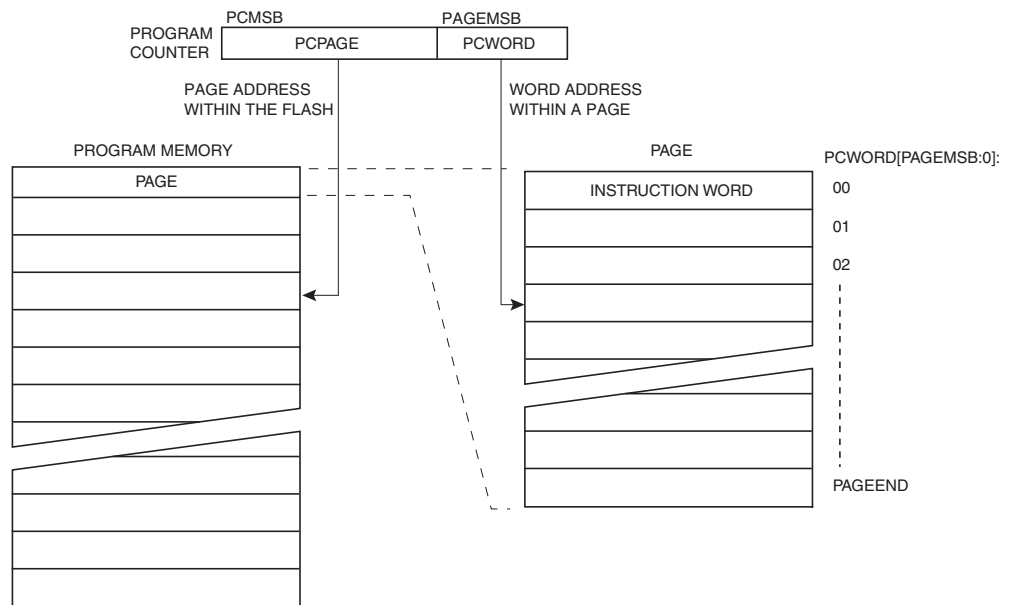 PCMSB PAGEMSB
PROGRAM
COUNTER
PCPAGE PCWORD
PAGE ADDRESS
WITHIN THE FLASH
WORD ADDRESS
WITHIN A PAGE
PROGRAM MEMORY
PAGE
PAGE
INSTRUCTION WORD
PCWORD[PAGEMSB:0]:
00
01
02
PAGEEND